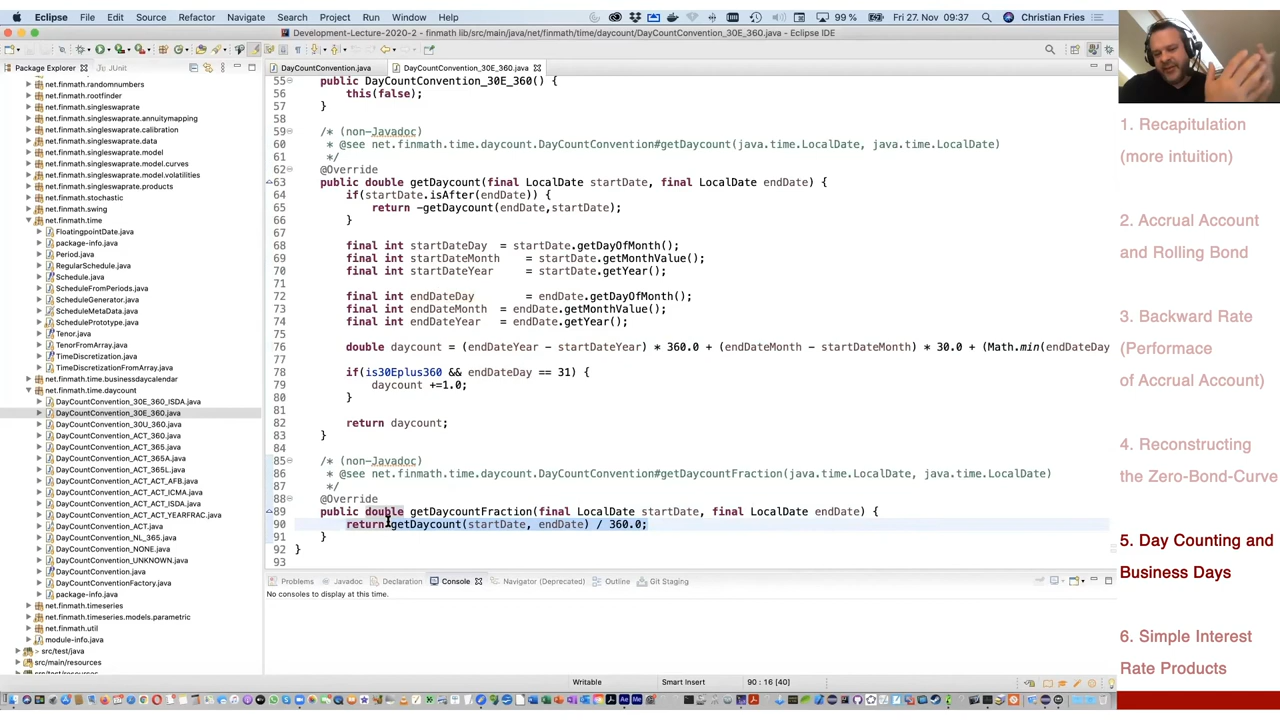 Eclipse File Edit Source Refactor Navigate Search Project Run Window Help 99 % Fr 27. Nov 09:37 Christian Fries
Development-Lecture-2020-2 - finmath lib/src/main/java/net/finmath/time/daycount/DayCountConvention_30E_360.java - Eclipse IDE
Package Explorer JUnit
net.finmath.randomnumbers
net.finmath.rootfinder
net.finmath.singleswaprate
net.finmath.singleswaprate.annuitymapping
net.finmath.singleswaprate.calibration
net.finmath.singleswaprate.data
net.finmath.singleswaprate.model
net.finmath.singleswaprate.model.curves
net.finmath.singleswaprate.model.volatilities
net.finmath.singleswaprate.products
net.finmath.stochastic
net.finmath.swing
net.finmath.time
FloatingpointDate.java
package-info.java
Period.java
RegularSchedule.java
Schedule.java
ScheduleFromPeriods.java
ScheduleGenerator.java
ScheduleMetaData.java
SchedulePrototype.java
Tenor.java
TenorFromArray.java
TimeDiscretization.java
TimeDiscretizationFromArray.java
net.finmath.time.businessdaycalendar
net.finmath.time.daycount
DayCountConvention_30E_360_ISDA.java
DayCountConvention_30E_360.java
DayCountConvention_30U_360.java
DayCountConvention_ACT_360.java
DayCountConvention_ACT_365.java
DayCountConvention_ACT_365A.java
DayCountConvention_ACT_365L.java
DayCountConvention_ACT_ACT_AFB.java
DayCountConvention_ACT_ACT_ICMA.java
DayCountConvention_ACT_ACT_ISDA.java
DayCountConvention_ACT_ACT_YEARFRAC.java
DayCountConvention_ACT.java
DayCountConvention_NL_365.java
DayCountConvention_NONE.java
DayCountConvention_UNKNOWN.java
DayCountConvention.java
DayCountConventionFactory.java
package-info.java
net.finmath.timeseries
net.finmath.timeseries.models.parametric
net.finmath.util
module-info.java
src/test/java
src/main/resources
DayCountConvention.java DayCountConvention_30E_360.java
55 public DayCountConvention_30E_360() {
56 this(false);
57 }
58
59 /* (non-Javadoc)
60 * @see net.finmath.time.daycount.DayCountConvention#getDaycount(java.time.LocalDate, java.time.LocalDate)
61 */
62 @Override
63 public double getDaycount(final LocalDate startDate, final LocalDate endDate) {
64 if(startDate.isAfter(endDate)) {
65 return -getDaycount(endDate,startDate);
66 }
67
68 final int startDateDay = startDate.getDayOfMonth();
69 final int startDateMonth = startDate.getMonthValue();
70 final int startDateYear = startDate.getYear();
71
72 final int endDateDay = endDate.getDayOfMonth();
73 final int endDateMonth = endDate.getMonthValue();
74 final int endDateYear = endDate.getYear();
75
76 double daycount = (endDateYear - startDateYear) * 360.0 + (endDateMonth - startDateMonth) * 30.0 + (Math.min(endDateDay
77
78 if(is30Eplus360 && endDateDay == 31) {
79 daycount +=1.0;
80 }
81
82 return daycount;
83 }
84
85 /* (non-Javadoc)
86 * @see net.finmath.time.daycount.DayCountConvention#getDaycountFraction(java.time.LocalDate, java.time.LocalDate)
87 */
88 @Override
89 public double getDaycountFraction(final LocalDate startDate, final LocalDate endDate) {
90 return getDaycount(startDate, endDate) / 360.0;
91 }
92 }
93
Problems Javadoc Declaration Console Navigator (Deprecated) Outline Git Staging
No consoles to display at this time.
Writable Smart Insert 90 : 16 [40]
1. Recapitulation
(more intuition)
2. Accrual Account
and Rolling Bond
3. Backward Rate
(Performace
of Accrual Account)
4. Reconstructing
the Zero-Bond-Curve
5. Day Counting and
Business Days
6. Simple Interest
Rate Products